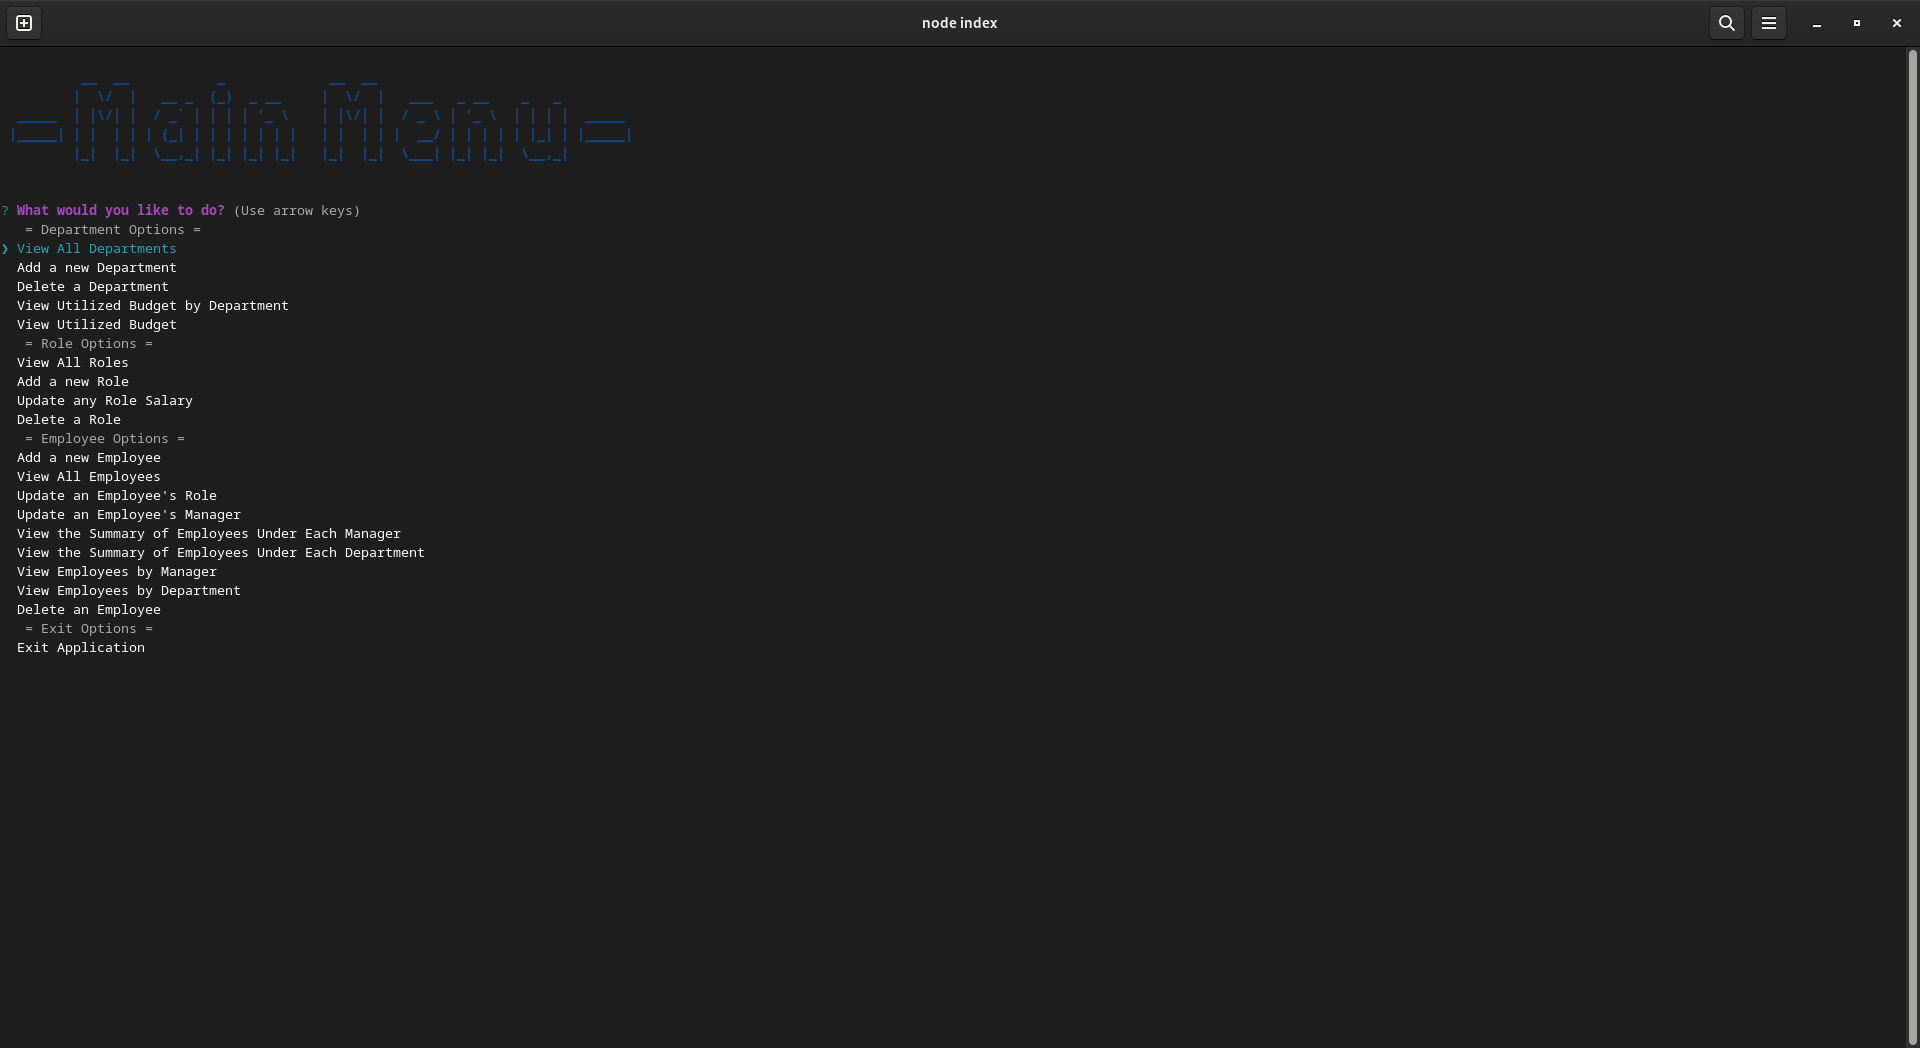 node index
-Main Menu-
? What would you like to do? (Use arrow keys)
= Department Options =
❯ View All Departments
Add a new Department
Delete a Department
View Utilized Budget by Department
View Utilized Budget
= Role Options =
View All Roles
Add a new Role
Update any Role Salary
Delete a Role
= Employee Options =
Add a new Employee
View All Employees
Update an Employee's Role
Update an Employee's Manager
View the Summary of Employees Under Each Manager
View the Summary of Employees Under Each Department
View Employees by Manager
View Employees by Department
Delete an Employee
= Exit Options =
Exit Application